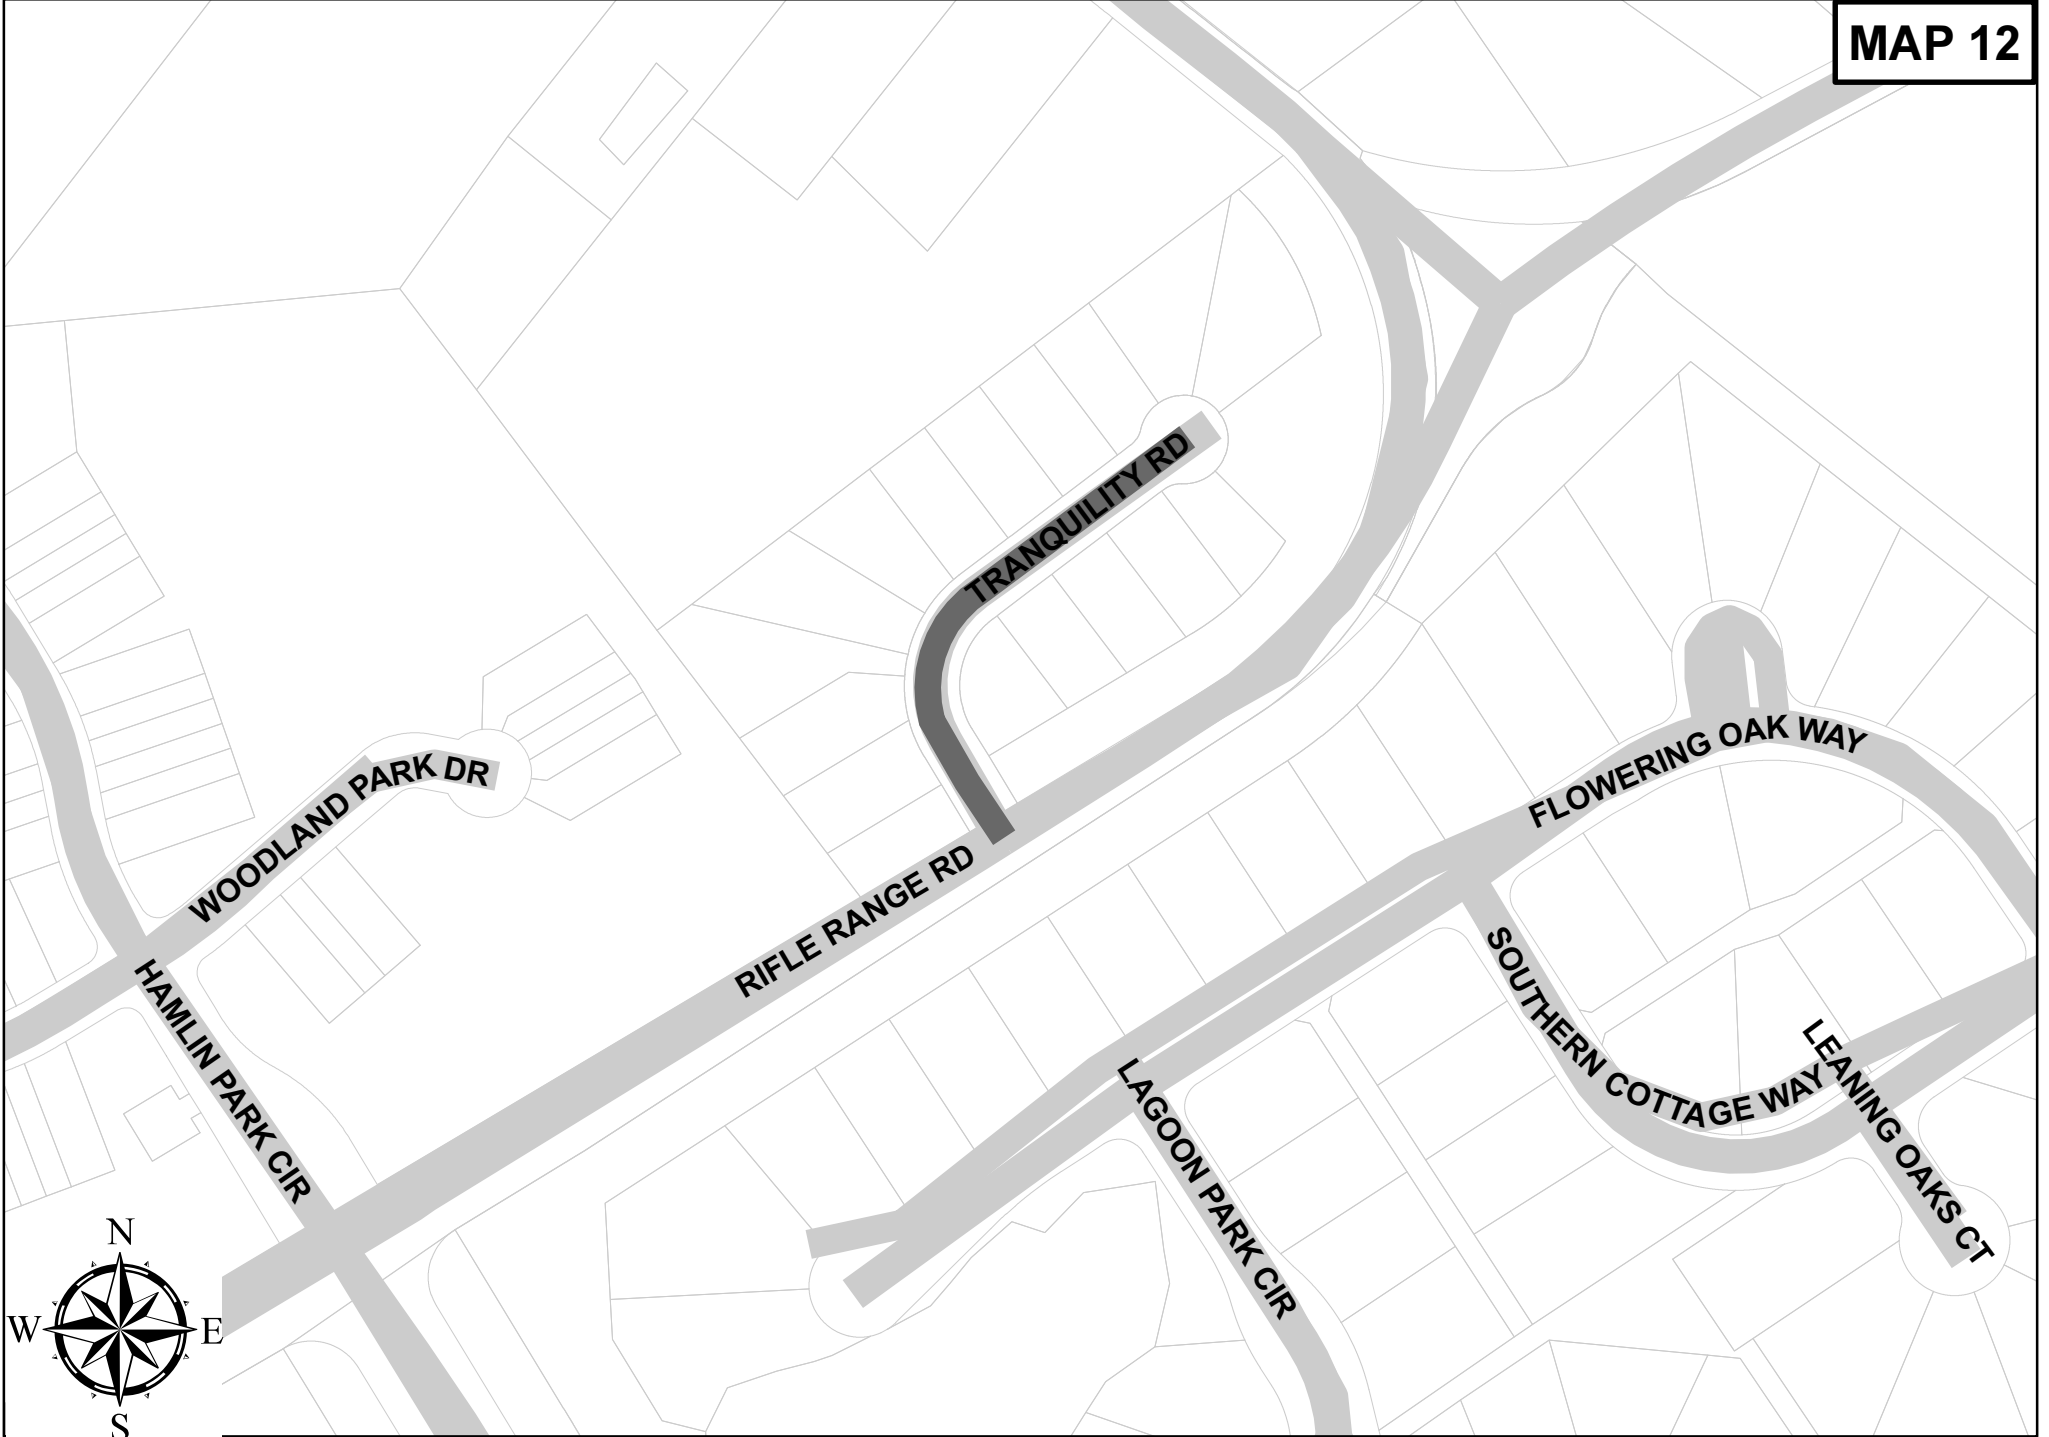 MAP 12
TRANQUILITY RD
WOODLAND PARK DR
FLOWERING OAK WAY
RIFLE RANGE RD
HAMLIN PARK CIR
SOUTHERN COTTAGE WAY
LEANING OAKS CT
LAGOON PARK CIR
N
W E
S